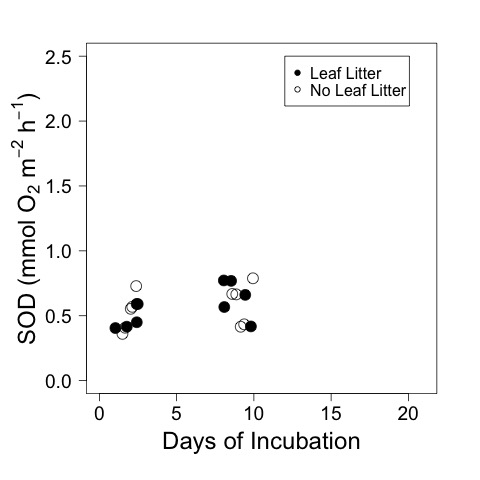 2.5
2.0
1.5
1.0
0.5
0.0
SOD (mmol O₂ m⁻² h⁻¹)
Leaf Litter
No Leaf Litter
0 5 10 15 20
Days of Incubation